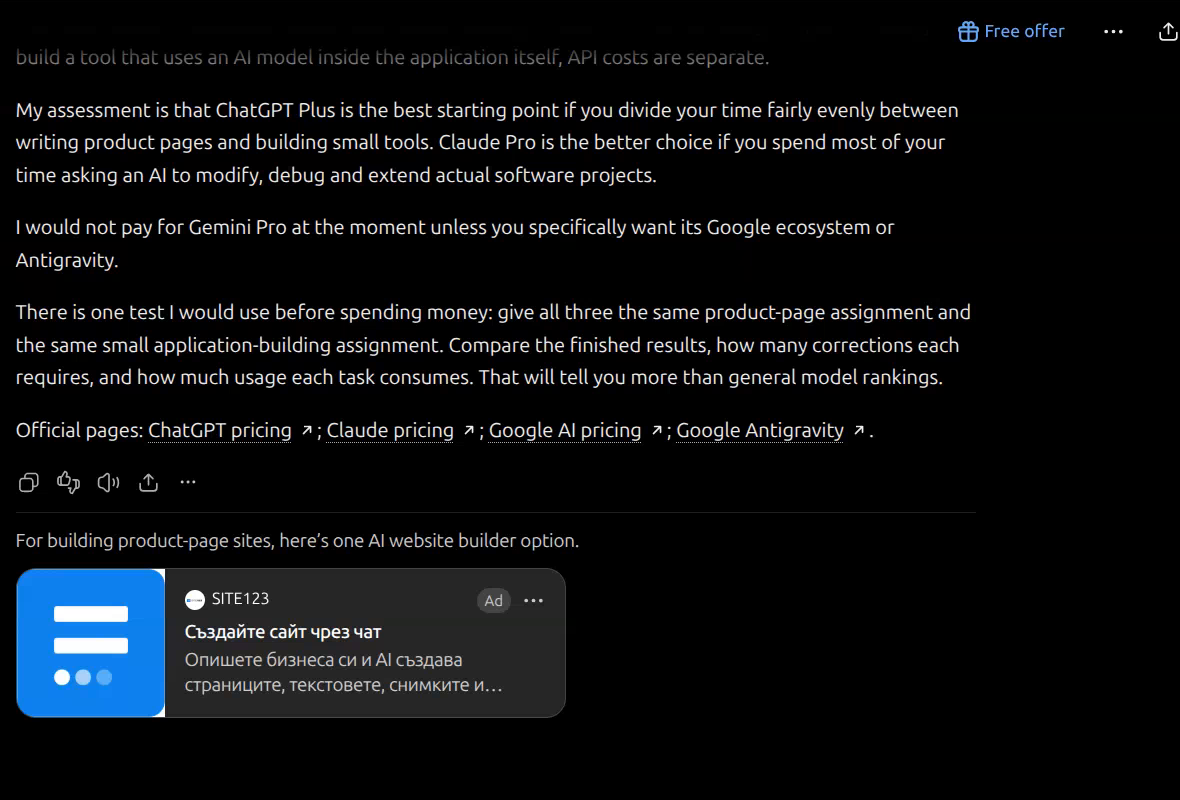 Free offer
build a tool that uses an AI model inside the application itself, API costs are separate.
My assessment is that ChatGPT Plus is the best starting point if you divide your time fairly evenly between
writing product pages and building small tools. Claude Pro is the better choice if you spend most of your
time asking an AI to modify, debug and extend actual software projects.
I would not pay for Gemini Pro at the moment unless you specifically want its Google ecosystem or
Antigravity.
There is one test I would use before spending money: give all three the same product-page assignment and
the same small application-building assignment. Compare the finished results, how many corrections each
requires, and how much usage each task consumes. That will tell you more than general model rankings.
Official pages: ChatGPT pricing ↗ ; Claude pricing ↗ ; Google AI pricing ↗ ; Google Antigravity ↗ .
For building product-page sites, here’s one AI website builder option.
SITE123
Ad
Създайте сайт чрез чат
Опишете бизнеса си и AI създава
страниците, текстовете, снимките и…